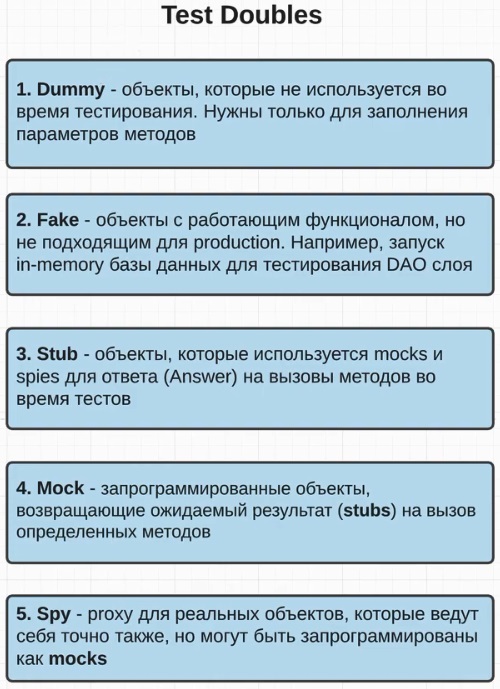 Test Doubles
1. Dummy - объекты, которые не используется во
время тестирования. Нужны только для заполнения
параметров методов
2. Fake - объекты с работающим функционалом, но
не подходящим для production. Например, запуск
in-memory базы данных для тестирования DAO слоя
3. Stub - объекты, которые используется mocks и
spies для ответа (Answer) на вызовы методов во
время тестов
4. Mock - запрограммированные объекты,
возвращающие ожидаемый результат (stubs) на вызов
определенных методов
5. Spy - proxy для реальных объектов, которые ведут
себя точно также, но могут быть запрограммированы
как mocks